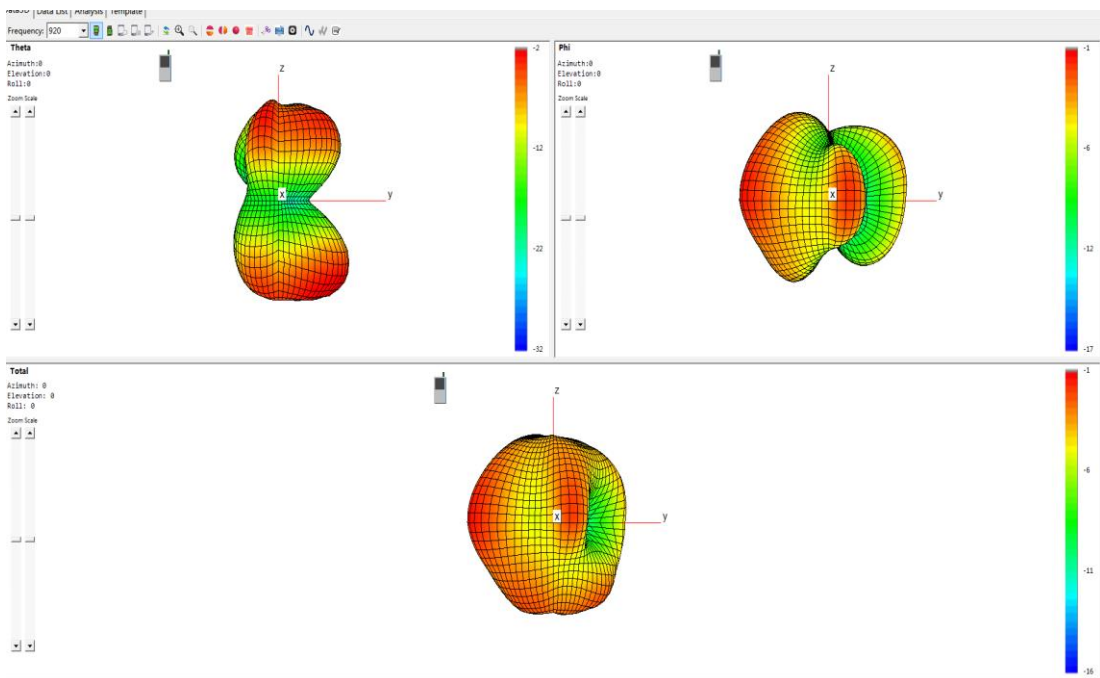 Data3D Data List Analysis Template
Frequency: 920
Theta
Azimuth:0
Elevation:0
Roll:0
Zoom Scale
z
x
y
-2
-12
-22
-32
Phi
Azimuth:0
Elevation:0
Roll:0
Zoom Scale
z
x
y
-1
-6
-12
-17
Total
Azimuth: 0
Elevation: 0
Roll: 0
Zoom Scale
z
x
y
-1
-6
-11
-16